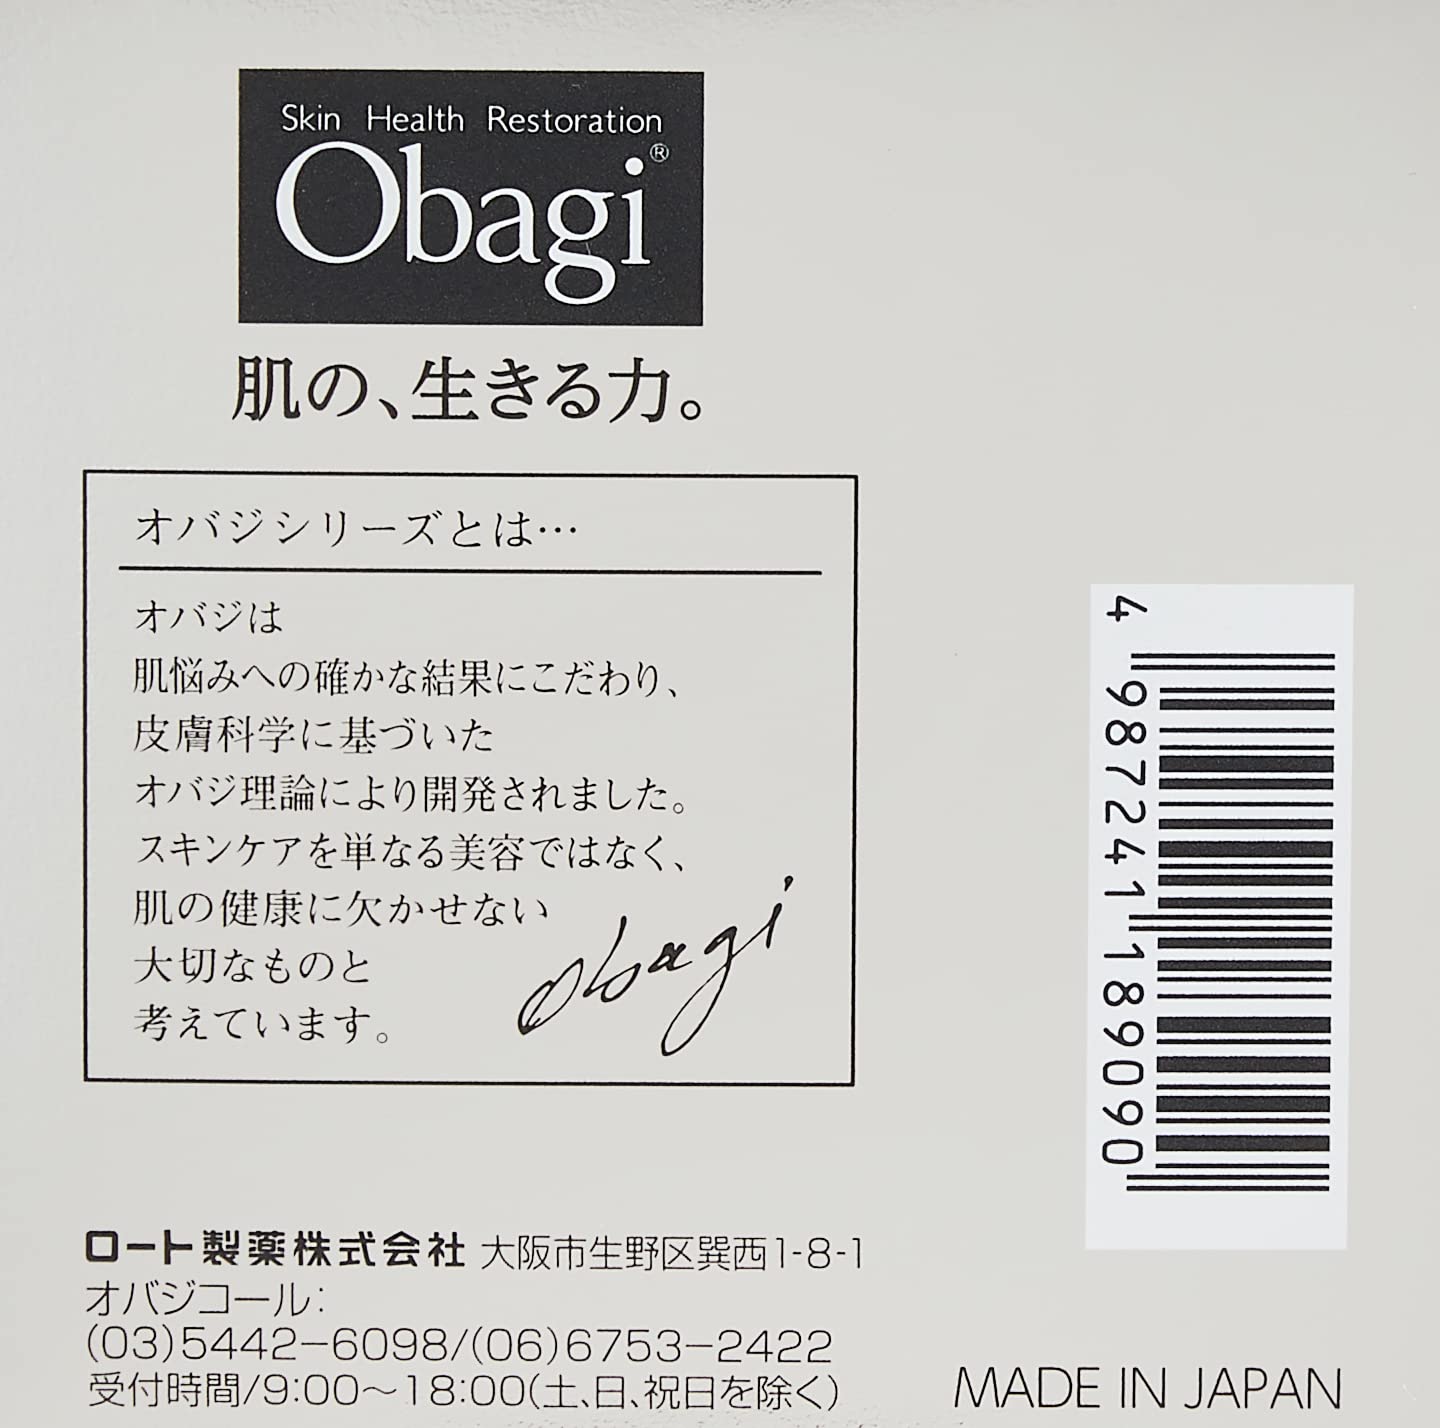 Skin Health Restoration
Obagi®
肌の、生きる力。
オバジシリーズとは…
オバジは
肌悩みへの確かな結果にこだわり、
皮膚科学に基づいた
オバジ理論により開発されました。
スキンケアを単なる美容ではなく、
肌の健康に欠かせない
大切なものと
考えています。
Obagi
4 987241 189090
ロート製薬株式会社 大阪市生野区巽西1-8-1
オバジコール:
(03)5442-6098/(06)6753-2422
受付時間/9:00〜18:00(土、日、祝日を除く)
MADE IN JAPAN